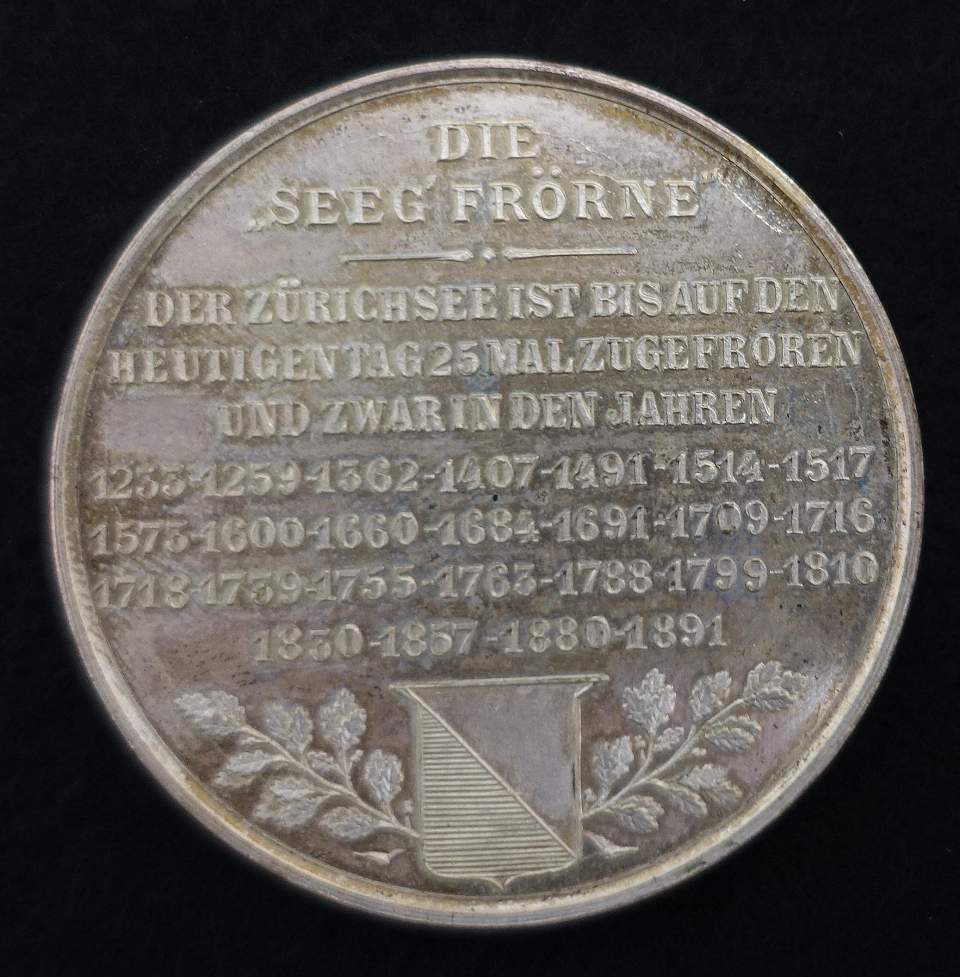 DIE
„SEEG' FRÖRNE"
DER ZÜRICHSEE IST BIS AUF DEN
HEUTIGEN TAG 25 MAL ZUGEFROREN
UND ZWAR IN DEN JAHREN
1233-1259-1362-1407-1491-1514-1517
1573-1600-1660-1684-1691-1709-1716
1718-1739-1755-1763-1788-1799-1810
1830-1857-1880-1891